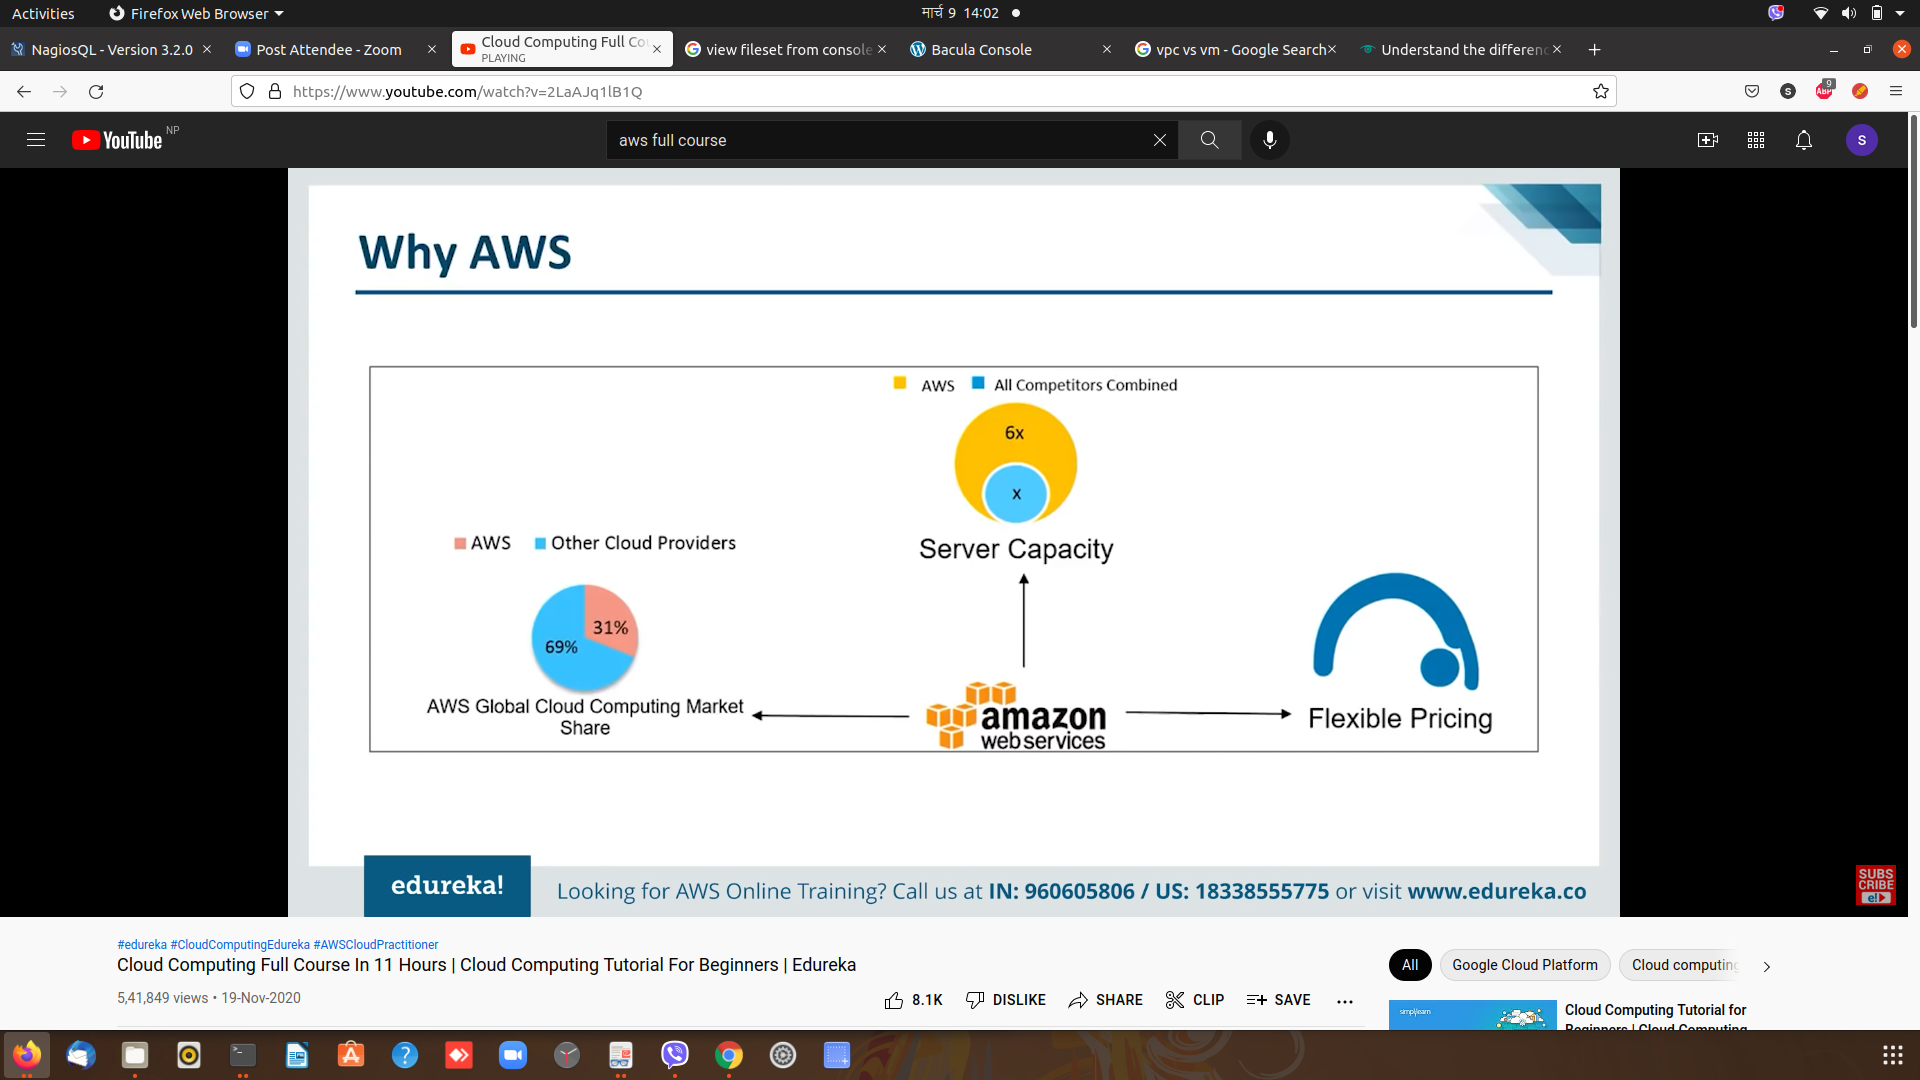 Activities
Firefox Web Browser
मार्च 9 14:02
NagiosQL - Version 3.2.0
Post Attendee - Zoom
Cloud Computing Full Co
PLAYING
view fileset from console
Bacula Console
vpc vs vm - Google Search
Understand the differen
https://www.youtube.com/watch?v=2LaAJq1lB1Q
S
ABP
9
YouTube NP
aws full course
S
Why AWS
AWS All Competitors Combined
6x
x
Server Capacity
AWS Other Cloud Providers
31%
69%
AWS Global Cloud Computing Market
Share
amazon
webservices
Flexible Pricing
edureka!
Looking for AWS Online Training? Call us at IN: 960605806 / US: 18338555775 or visit www.edureka.co
SUBS
CRIBE
e!
#edureka #CloudComputingEdureka #AWSCloudPractitioner
Cloud Computing Full Course In 11 Hours | Cloud Computing Tutorial For Beginners | Edureka
5,41,849 views • 19-Nov-2020
8.1K DISLIKE SHARE CLIP SAVE
All Google Cloud Platform Cloud computing
simplilearn
Cloud Computing Tutorial for
Beginners | Cloud Computing